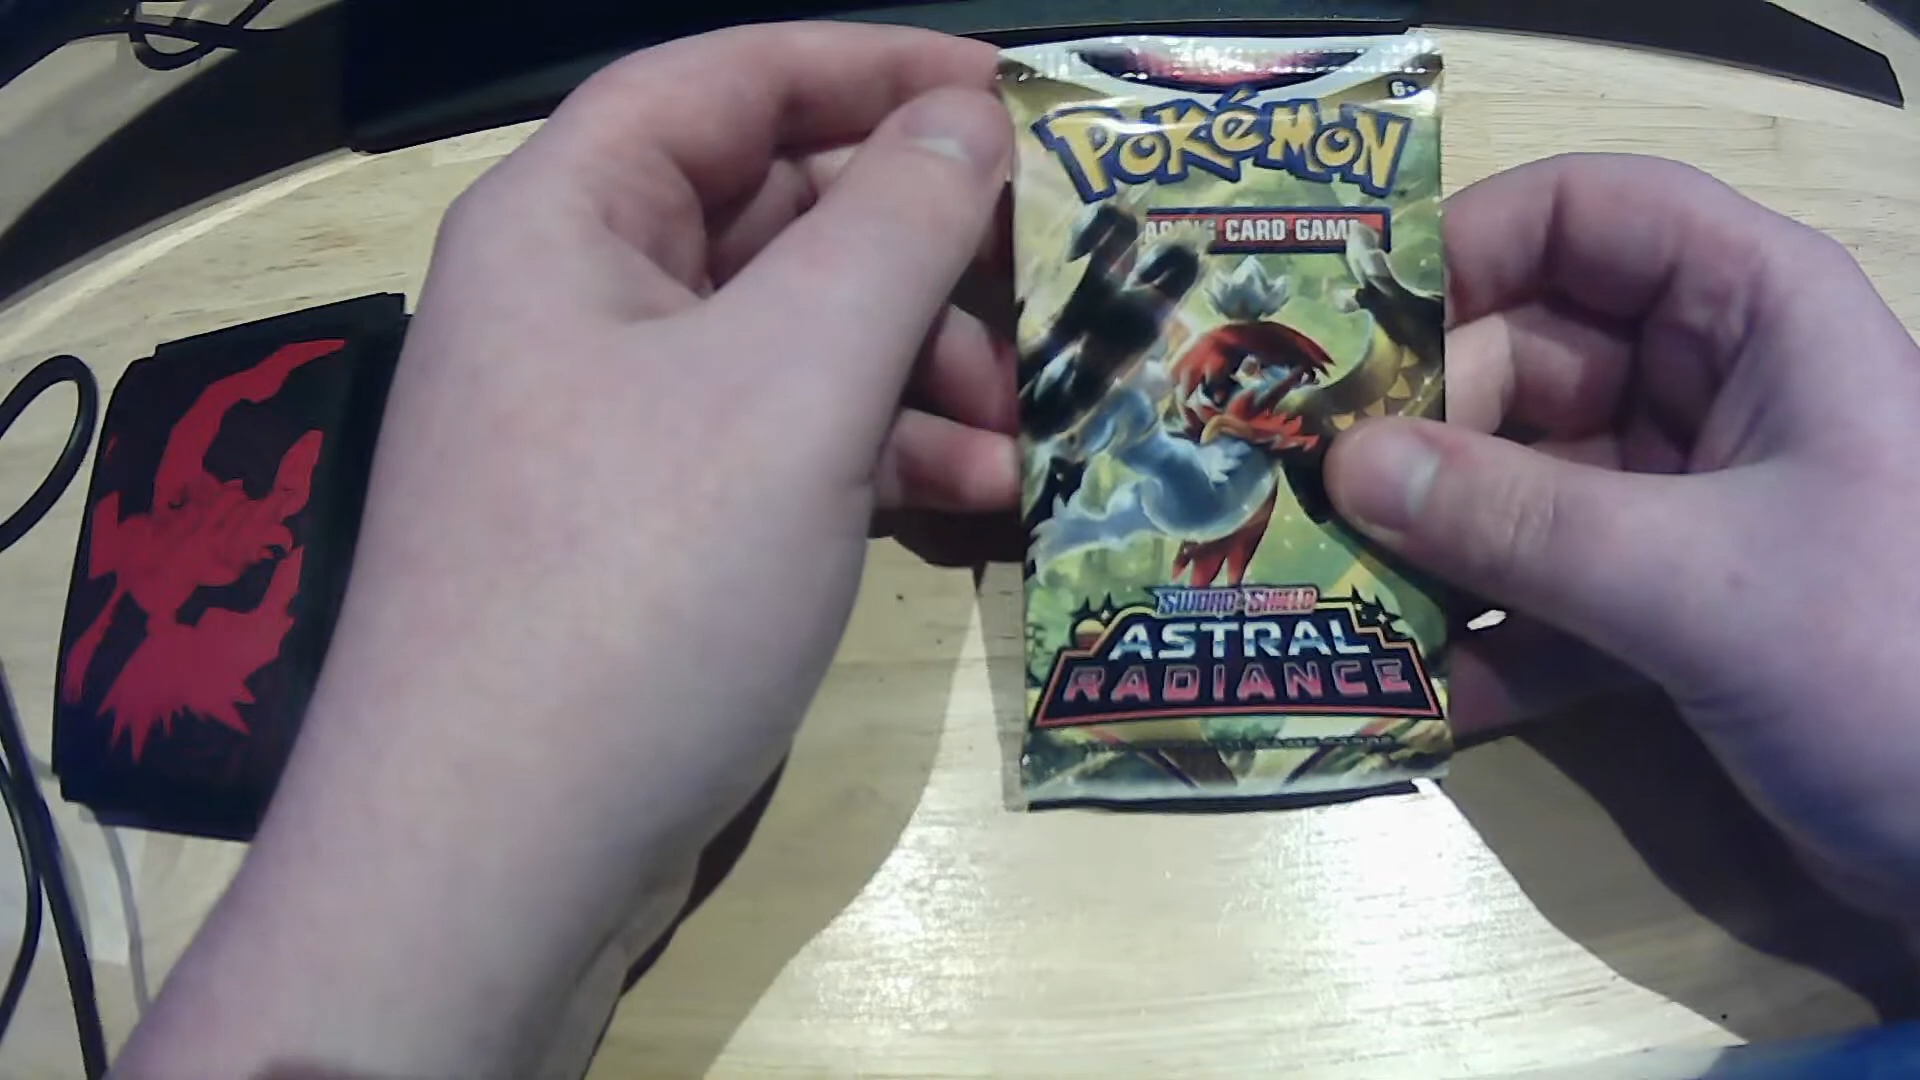 6+
POKéMON
CARD GAME
SWORD & SHIELD
ASTRAL
RADIANCE